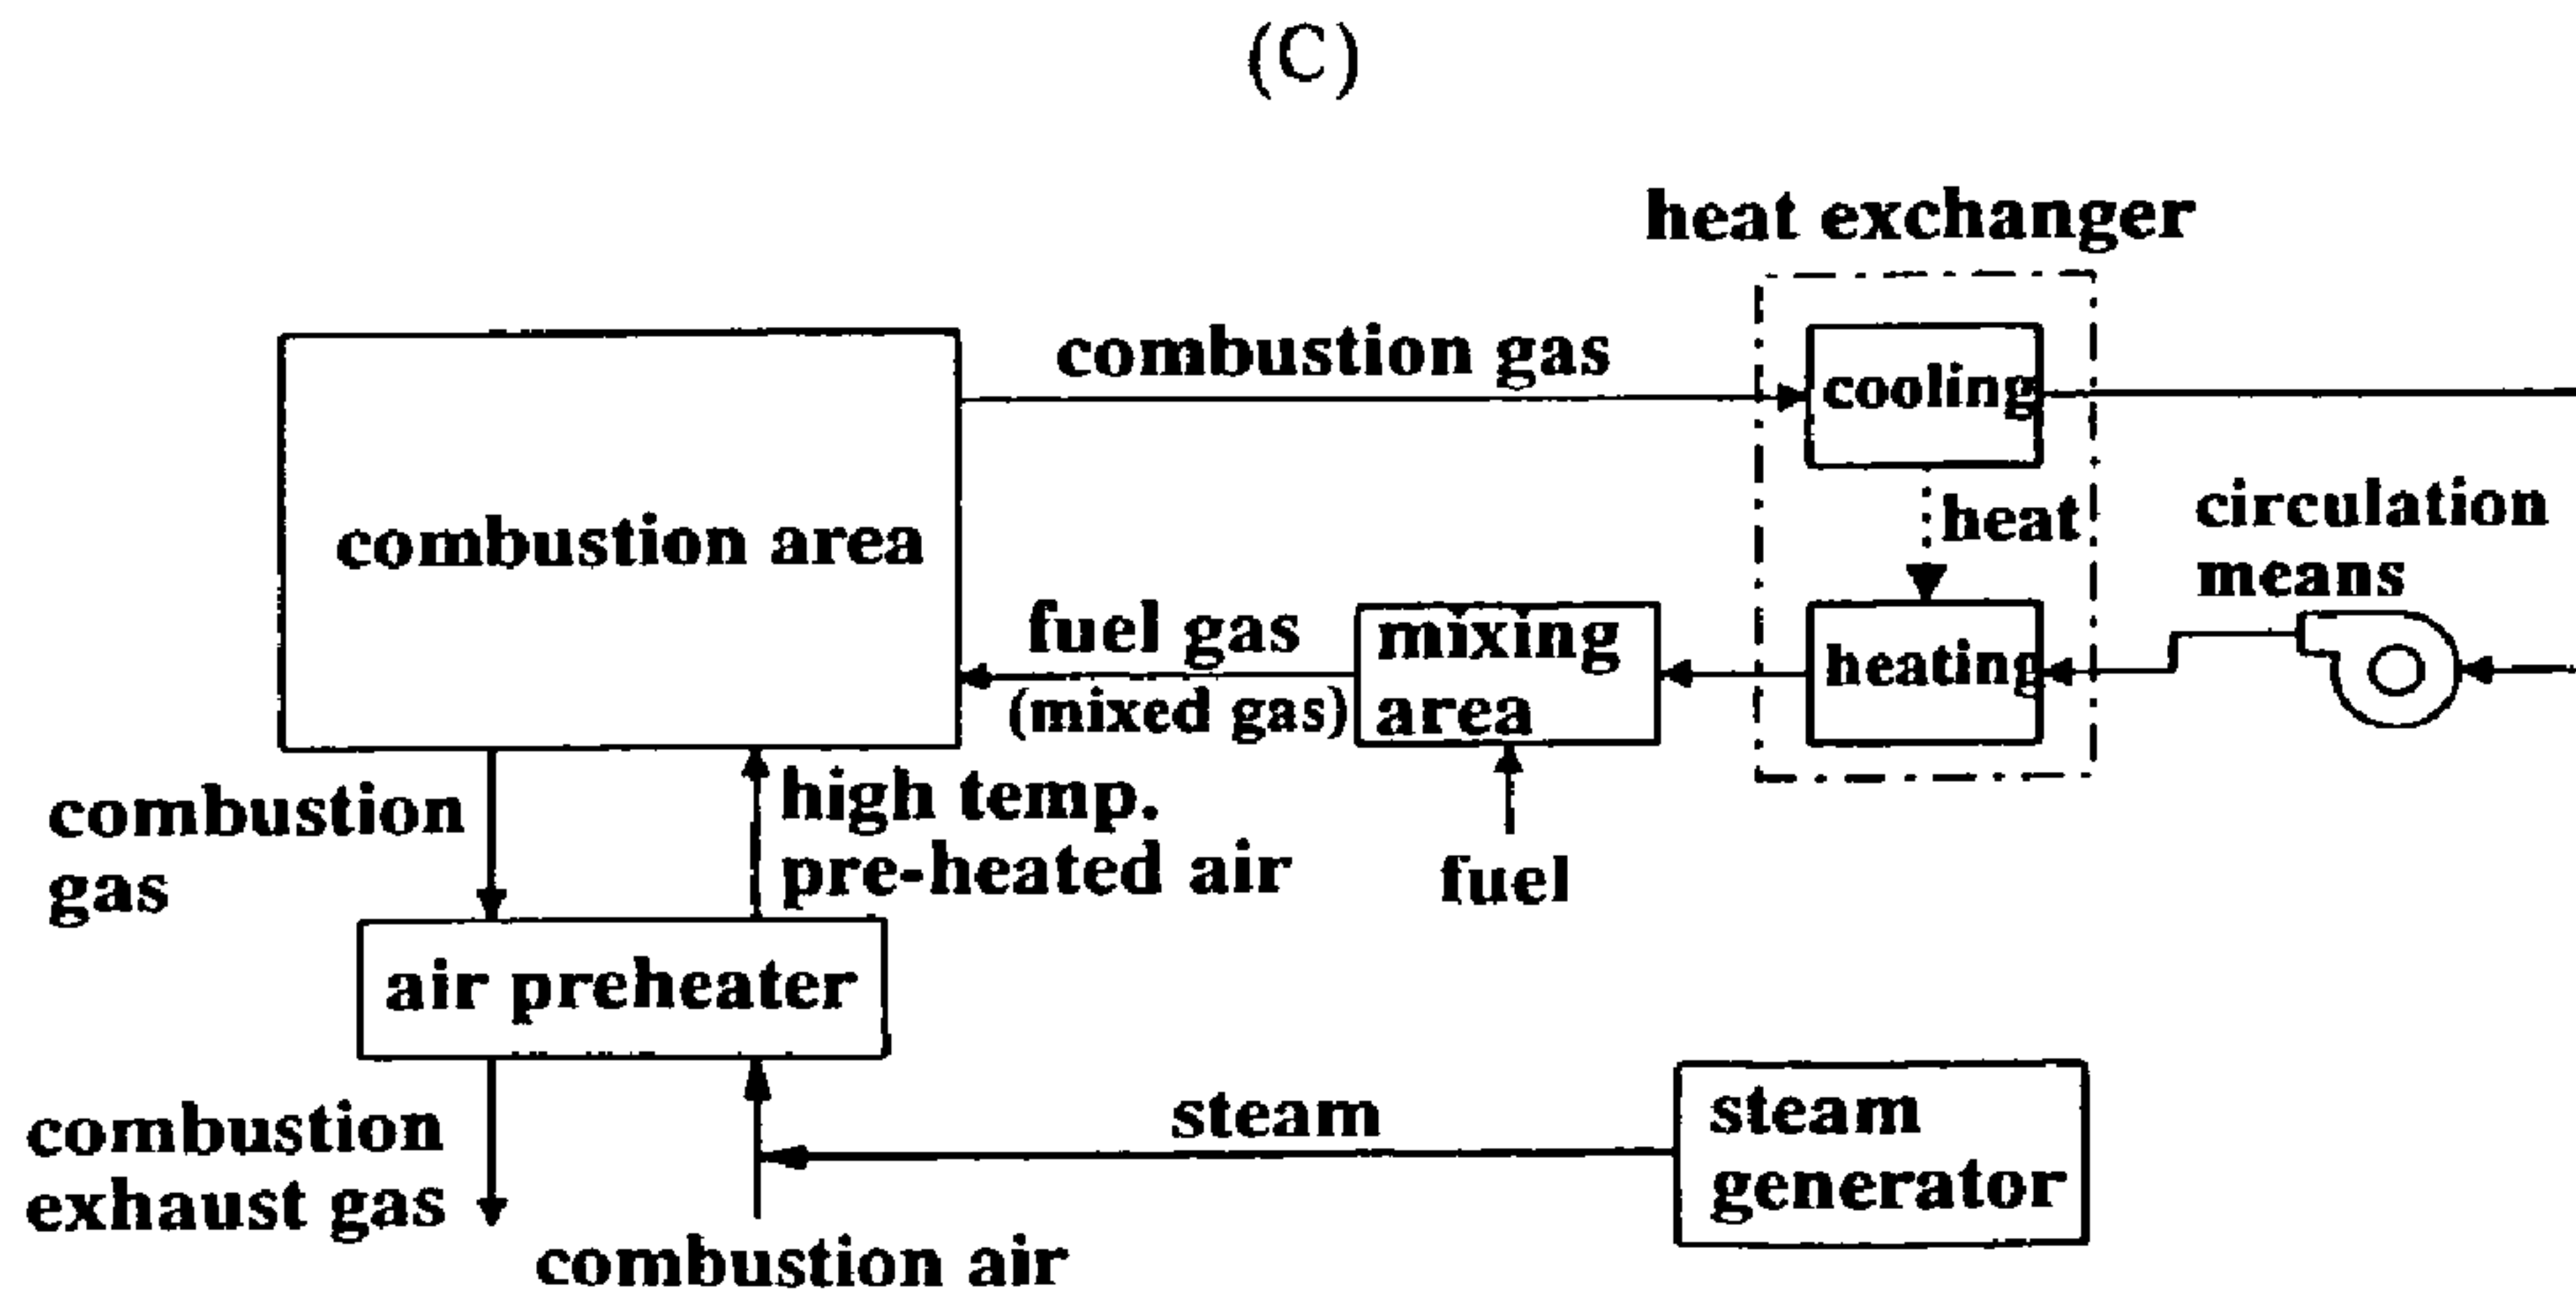 (C)
heat exchanger
combustion gas
cooling
combustion area
heat
circulation
means
fuel gas
(mixed gas)
mixing
area
heating
combustion
gas
high temp.
pre-heated air
fuel
air preheater
combustion
exhaust gas
steam
steam
generator
combustion air